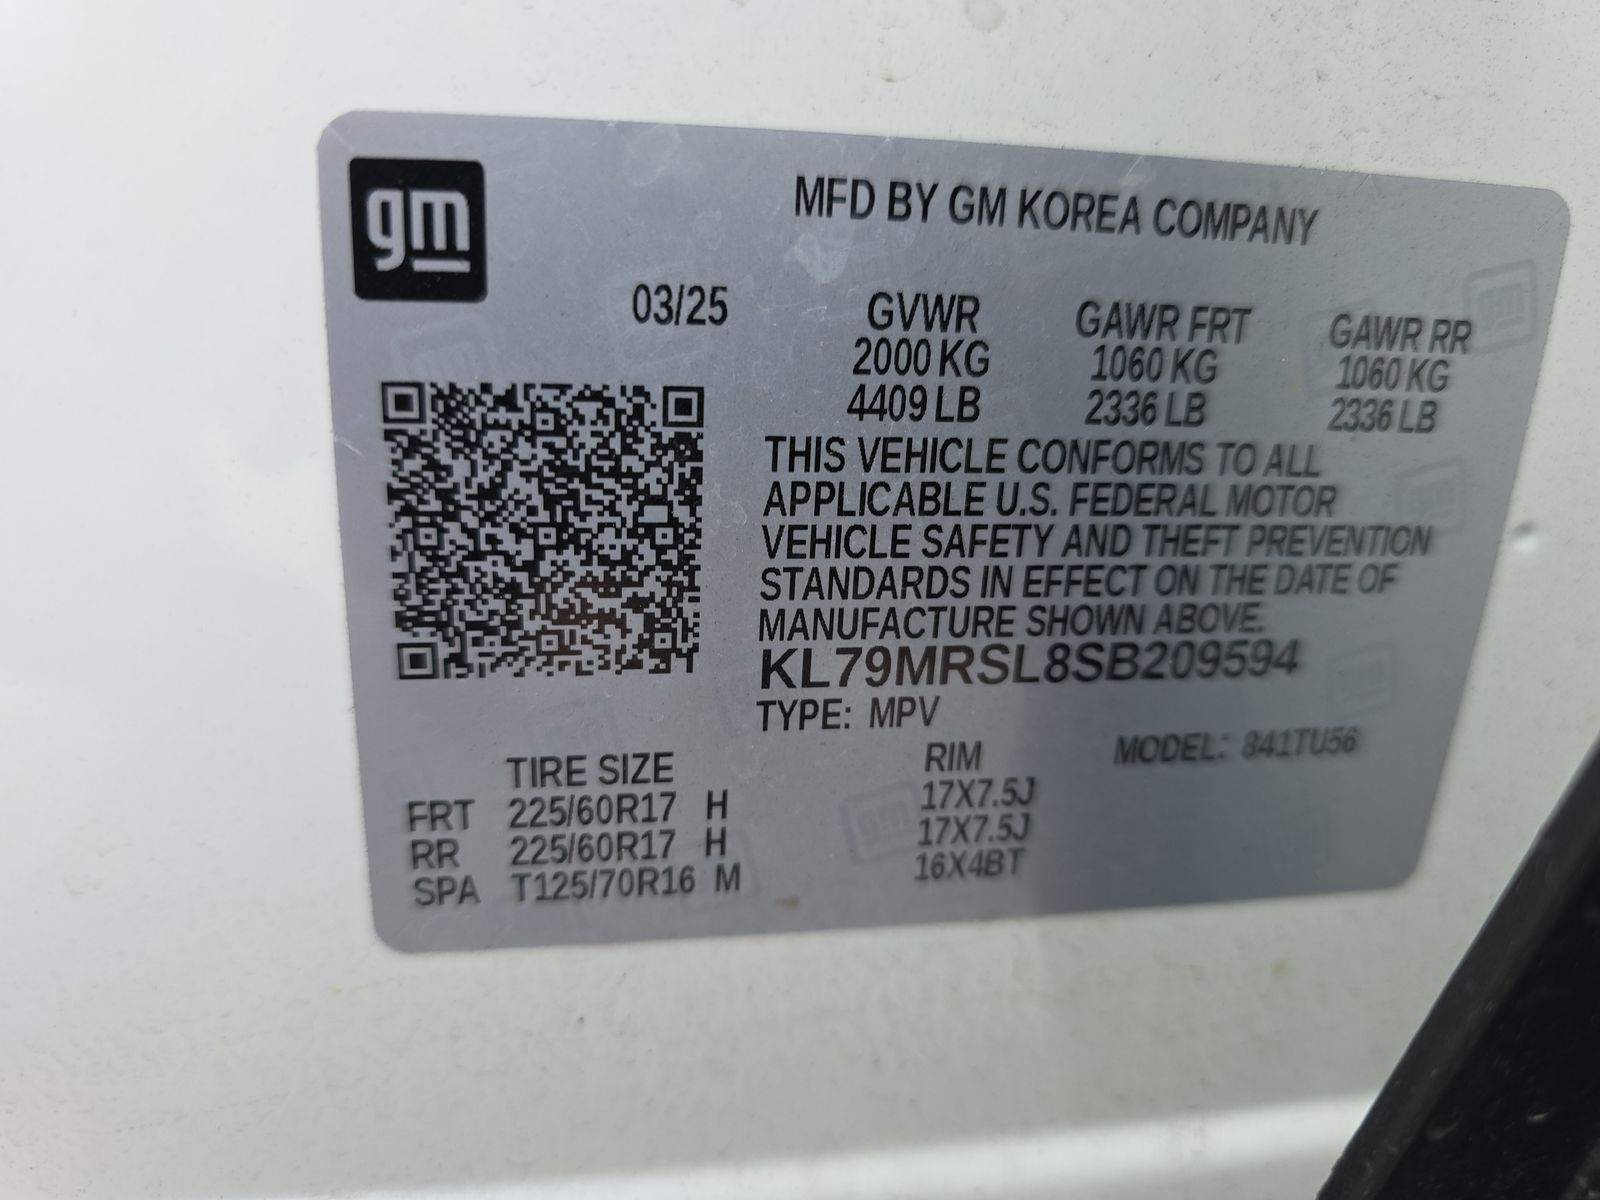 gm
MFD BY GM KOREA COMPANY
03/25
GVWR GAWR FRT GAWR RR
2000 KG 1060 KG 1060 KG
4409 LB 2336 LB 2336 LB
THIS VEHICLE CONFORMS TO ALL
APPLICABLE U.S. FEDERAL MOTOR
VEHICLE SAFETY AND THEFT PREVENTION
STANDARDS IN EFFECT ON THE DATE OF
MANUFACTURE SHOWN ABOVE.
KL79MRSL8SB209594
TYPE: MPV
MODEL: 841TU56
TIRE SIZE RIM
FRT 225/60R17 H 17X7.5J
RR 225/60R17 H 17X7.5J
SPA T125/70R16 M 16X4BT